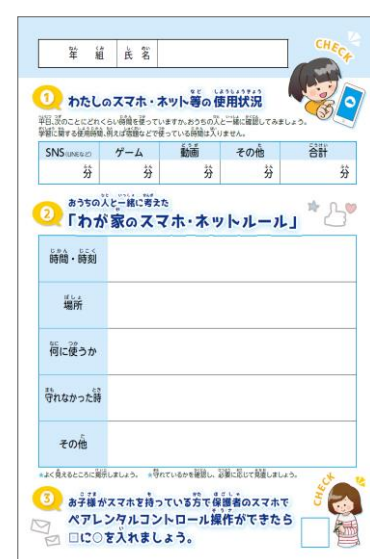 年 組 氏名
CHECK
1 わたしのスマホ・ネット等の使用状況
平日、次のことにどれくらい時間を使っていますか。おうちの人と一緒に確認してみましょう。
学習に関する使用時間、例えば宿題などで使っている時間は入りません。
SNS(LINEなど) ゲーム 動画 その他 合計
分 分 分 分 分
2 おうちの人と一緒に考えた
「わが家のスマホ・ネットルール」
時間・時刻
場所
何に使うか
守れなかった時
その他
★よく見えるところに掲示しましょう。 ★守れているかを確認し、必要に応じて見直しましょう。
CHECK
3 お子様がスマホを持っている方で保護者のスマホで
ペアレンタルコントロール操作ができたら
□に○を入れましょう。